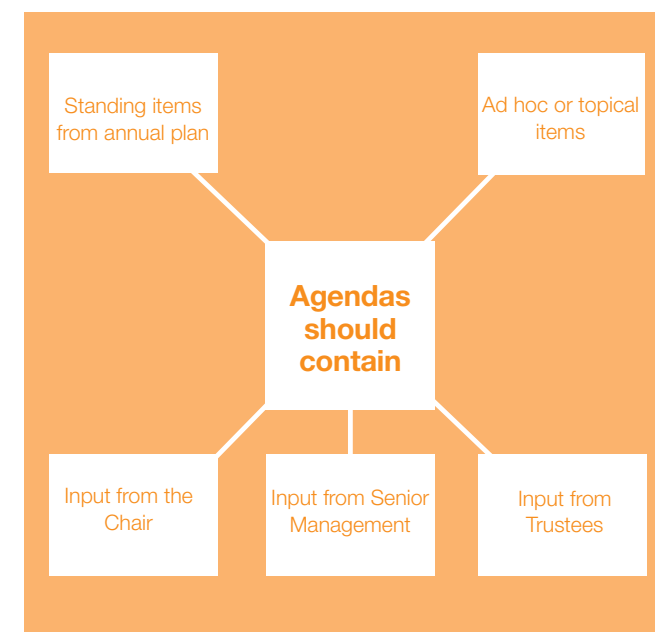 Standing items
from annual plan
Ad hoc or topical
items
Agendas
should
contain
Input from the
Chair
Input from Senior
Management
Input from
Trustees